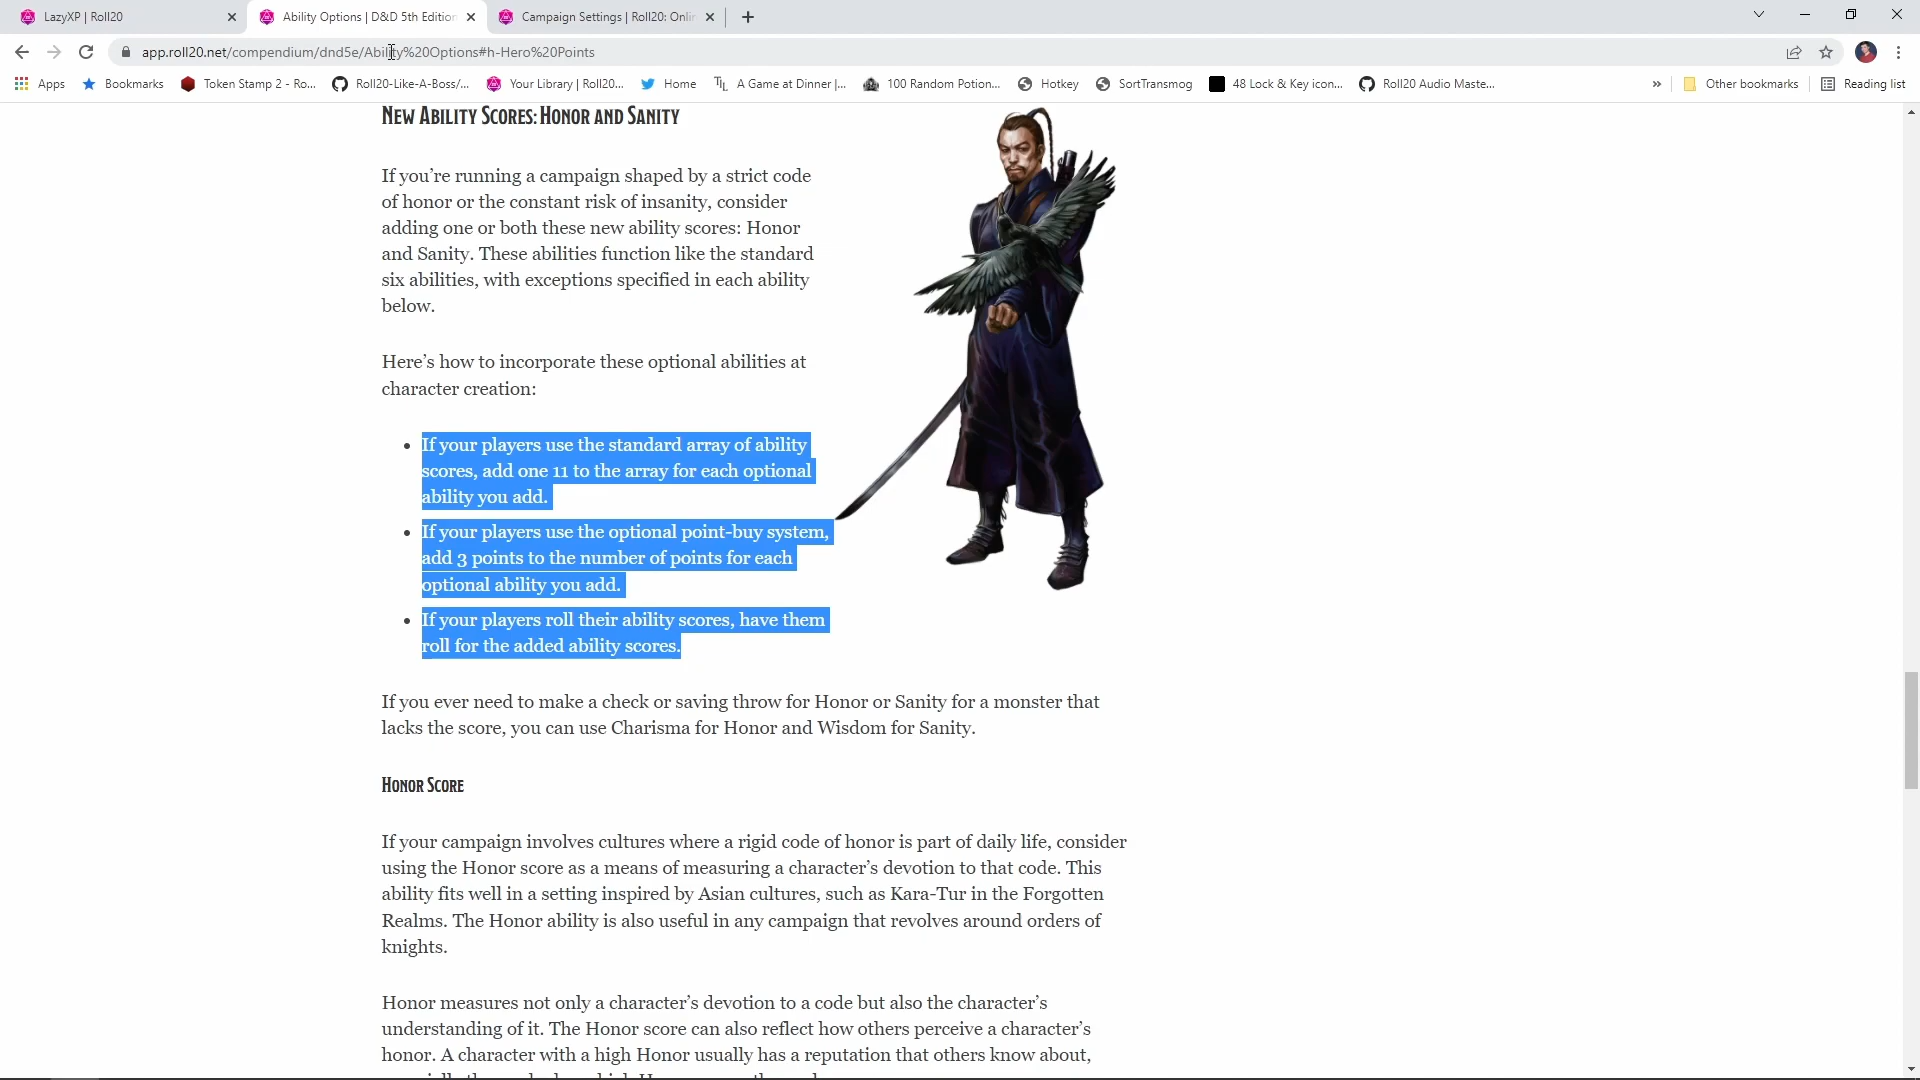 LazyXP | Roll20
Ability Options | D&D 5th Edition
Campaign Settings | Roll20: Onli
app.roll20.net/compendium/dnd5e/Ability%20Options#h-Hero%20Points
Apps
Bookmarks
Token Stamp 2 - Ro...
Roll20-Like-A-Boss/...
Your Library | Roll20...
Home
A Game at Dinner |...
100 Random Potion...
Hotkey
SortTransmog
48 Lock & Key icon...
Roll20 Audio Maste...
»
Other bookmarks
Reading list
New Ability Scores: Honor and Sanity
If you’re running a campaign shaped by a strict code
of honor or the constant risk of insanity, consider
adding one or both these new ability scores: Honor
and Sanity. These abilities function like the standard
six abilities, with exceptions specified in each ability
below.
Here’s how to incorporate these optional abilities at
character creation:
• If your players use the standard array of ability
scores, add one 11 to the array for each optional
ability you add.
• If your players use the optional point-buy system,
add 3 points to the number of points for each
optional ability you add.
• If your players roll their ability scores, have them
roll for the added ability scores.
If you ever need to make a check or saving throw for Honor or Sanity for a monster that
lacks the score, you can use Charisma for Honor and Wisdom for Sanity.
Honor Score
If your campaign involves cultures where a rigid code of honor is part of daily life, consider
using the Honor score as a means of measuring a character’s devotion to that code. This
ability fits well in a setting inspired by Asian cultures, such as Kara-Tur in the Forgotten
Realms. The Honor ability is also useful in any campaign that revolves around orders of
knights.
Honor measures not only a character’s devotion to a code but also the character’s
understanding of it. The Honor score can also reflect how others perceive a character’s
honor. A character with a high Honor usually has a reputation that others know about,